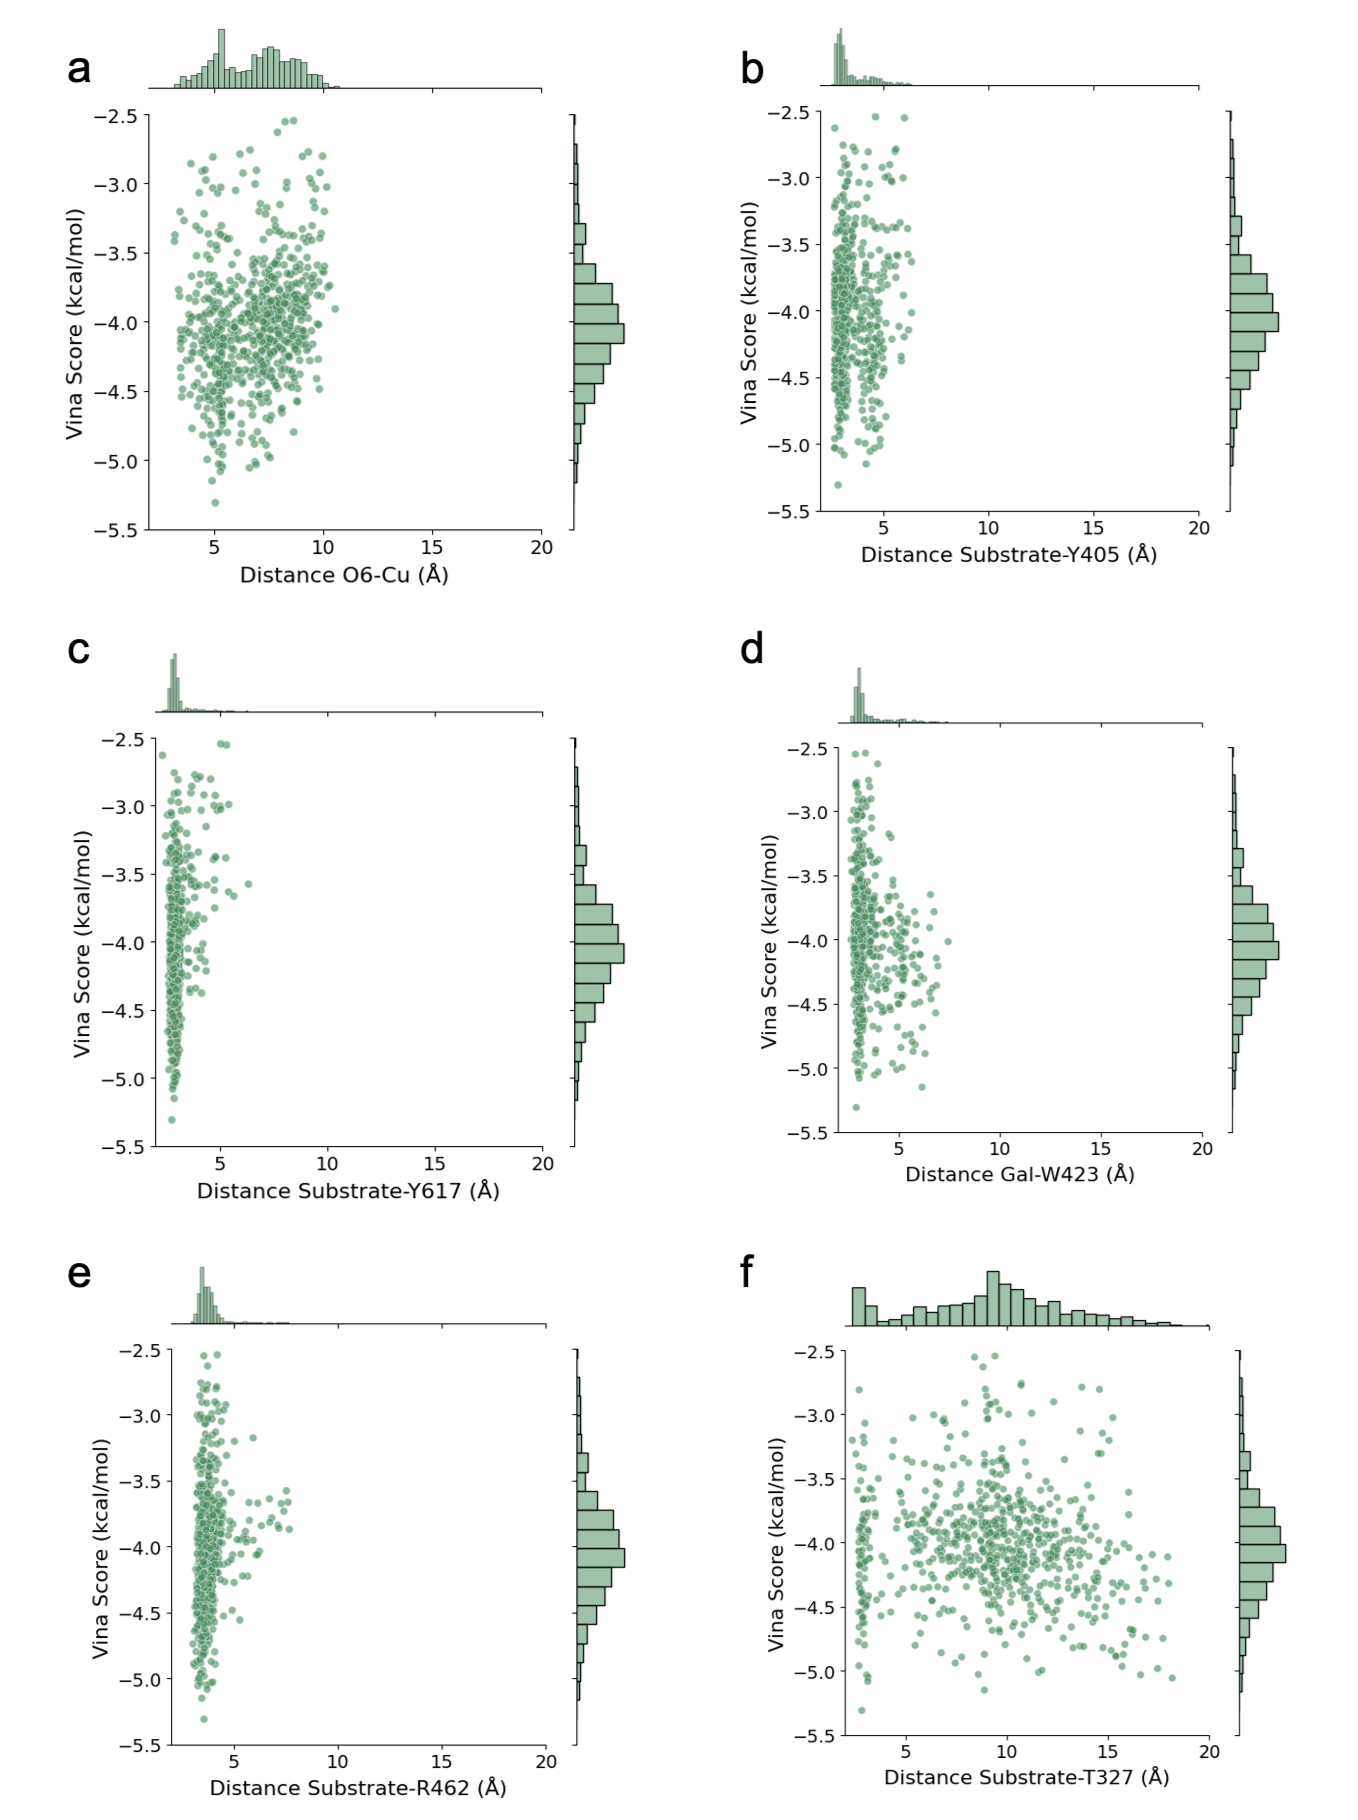 a
−2.5
−3.0
−3.5
−4.0
−4.5
−5.0
−5.5
Vina Score (kcal/mol)
5 10 15 20
Distance O6-Cu (Å)
b
−2.5
−3.0
−3.5
−4.0
−4.5
−5.0
−5.5
Vina Score (kcal/mol)
5 10 15 20
Distance Substrate-Y405 (Å)
c
−2.5
−3.0
−3.5
−4.0
−4.5
−5.0
−5.5
Vina Score (kcal/mol)
5 10 15 20
Distance Substrate-Y617 (Å)
d
−2.5
−3.0
−3.5
−4.0
−4.5
−5.0
−5.5
Vina Score (kcal/mol)
5 10 15 20
Distance Gal-W423 (Å)
e
−2.5
−3.0
−3.5
−4.0
−4.5
−5.0
−5.5
Vina Score (kcal/mol)
5 10 15 20
Distance Substrate-R462 (Å)
f
−2.5
−3.0
−3.5
−4.0
−4.5
−5.0
−5.5
Vina Score (kcal/mol)
5 10 15 20
Distance Substrate-T327 (Å)